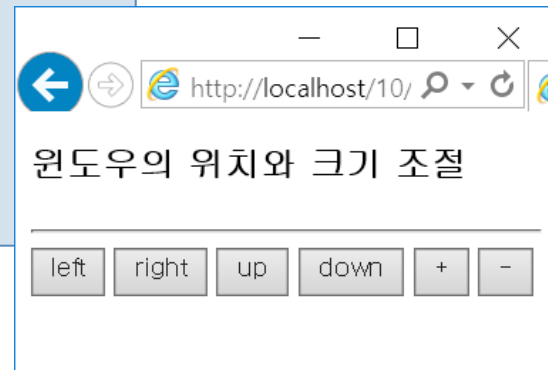 http://localhost/10/
윈도우의 위치와 크기 조절
left right up down + -